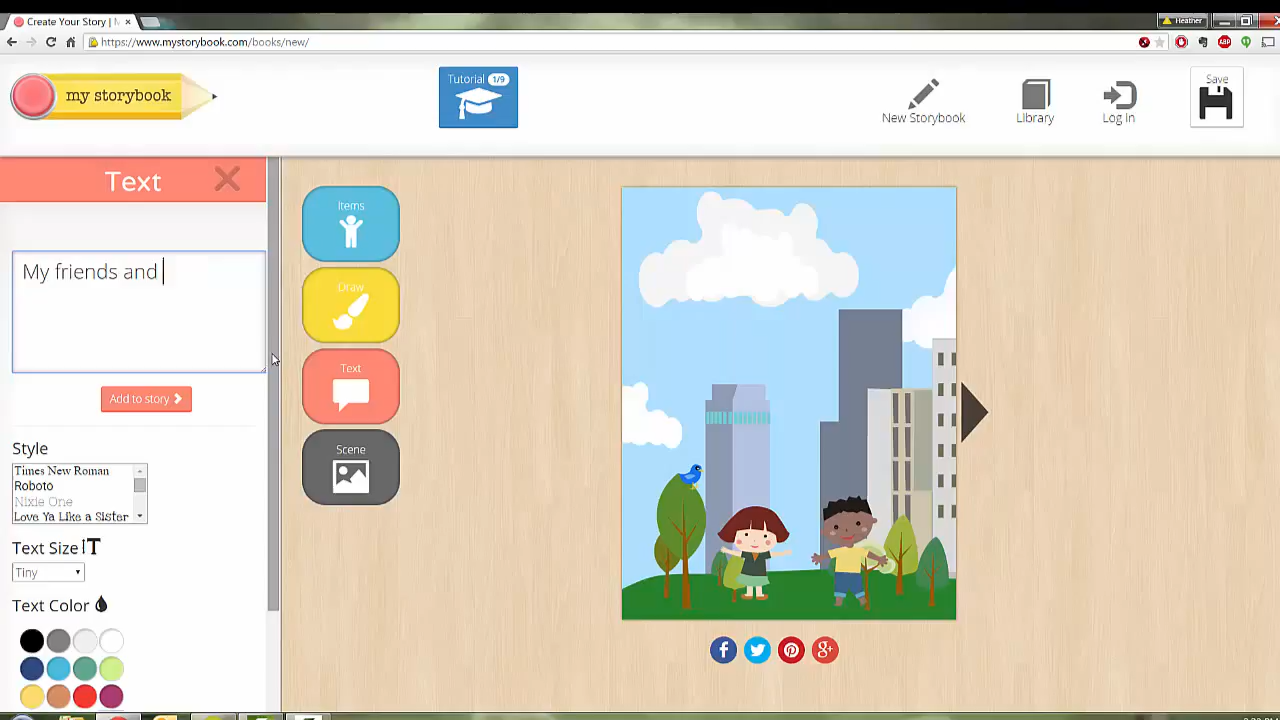 Create Your Story | M
Heather
https://www.mystorybook.com/books/new/
ABP
my storybook
Tutorial 1/9
New Storybook
Library
Log In
Save
Text
My friends and
Add to story
Style
Times New Roman
Roboto
Nixie One
Love Ya Like a Sister
Text Size
Tiny
Text Color
Items
Draw
Text
Scene